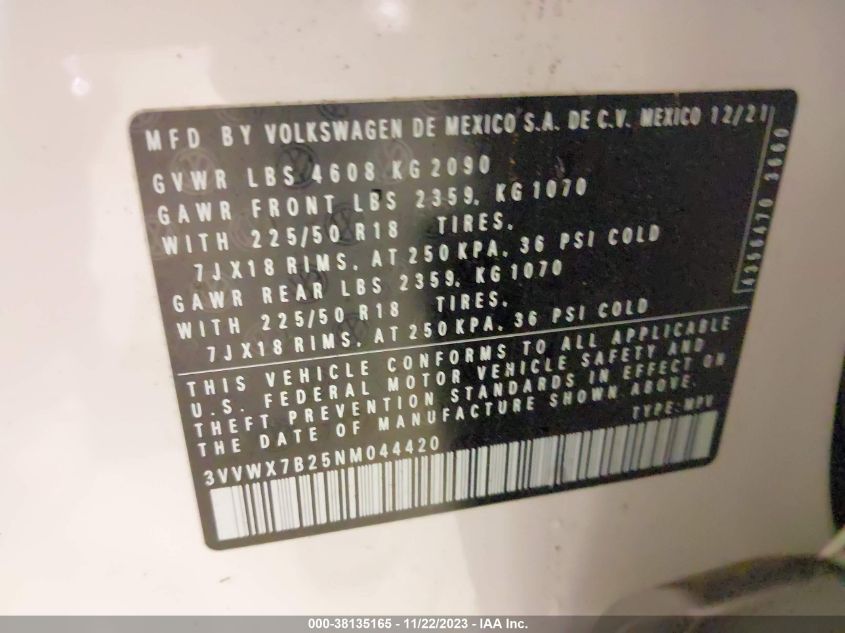 MFD BY VOLKSWAGEN DE MEXICO S.A. DE C.V. MEXICO 12/21
GVWR LBS 4608 KG 2090
GAWR FRONT LBS 2359, KG 1070
WITH 225/50 R18 TIRES,
7JX18 RIMS, AT 250 KPA, 36 PSI COLD
GAWR REAR LBS 2359, KG 1070
WITH 225/50 R18 TIRES,
7JX18 RIMS, AT 250 KPA, 36 PSI COLD
THIS VEHICLE CONFORMS TO ALL APPLICABLE
U.S. FEDERAL MOTOR VEHICLE SAFETY AND
THEFT PREVENTION STANDARDS IN EFFECT ON
THE DATE OF MANUFACTURE SHOWN ABOVE.
TYPE: MPV
3VVWX7B25NM044420
4356470 3660
000-38135165 - 11/22/2023 - IAA Inc.